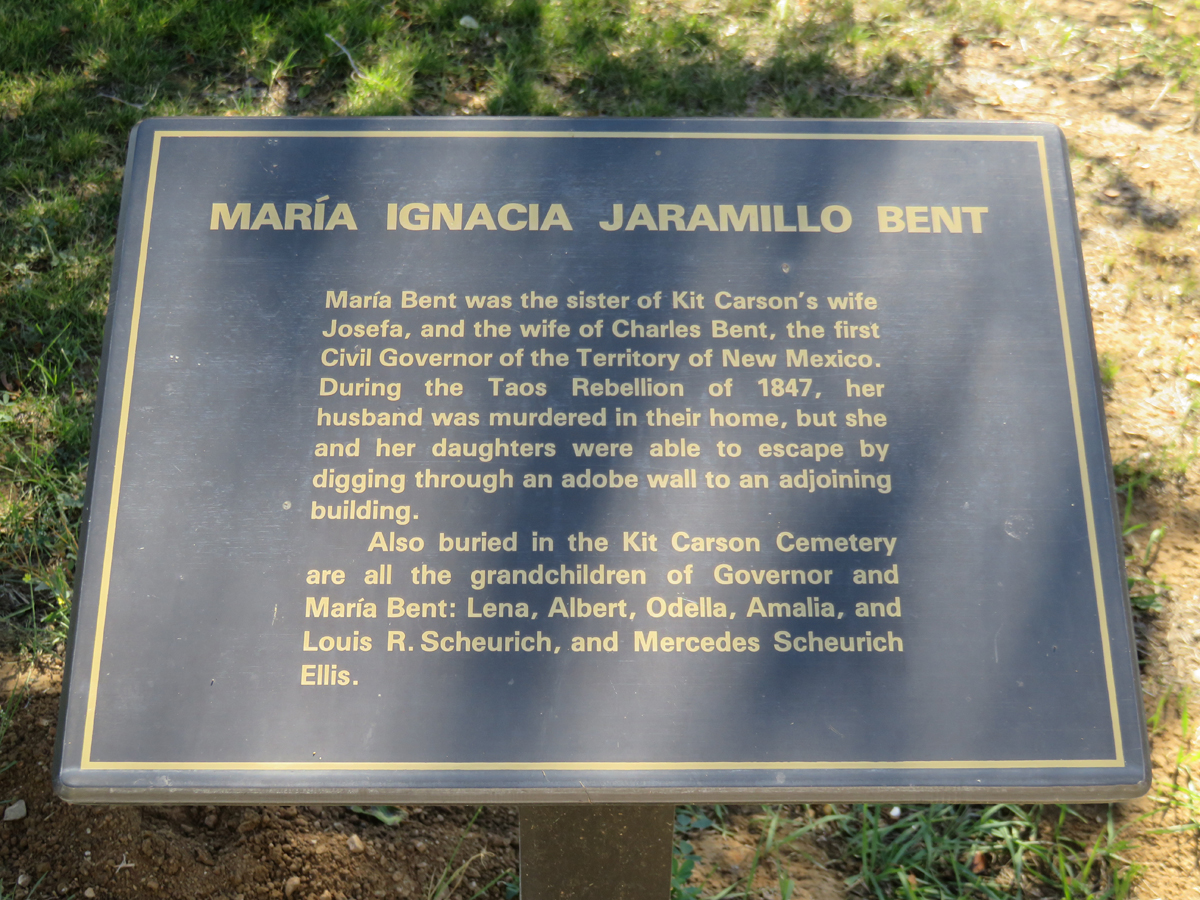 MARÍA IGNACIA JARAMILLO BENT
María Bent was the sister of Kit Carson's wife
Josefa, and the wife of Charles Bent, the first
Civil Governor of the Territory of New Mexico.
During the Taos Rebellion of 1847, her
husband was murdered in their home, but she
and her daughters were able to escape by
digging through an adobe wall to an adjoining
building.
Also buried in the Kit Carson Cemetery
are all the grandchildren of Governor and
María Bent: Lena, Albert, Odella, Amalia, and
Louis R. Scheurich, and Mercedes Scheurich
Ellis.